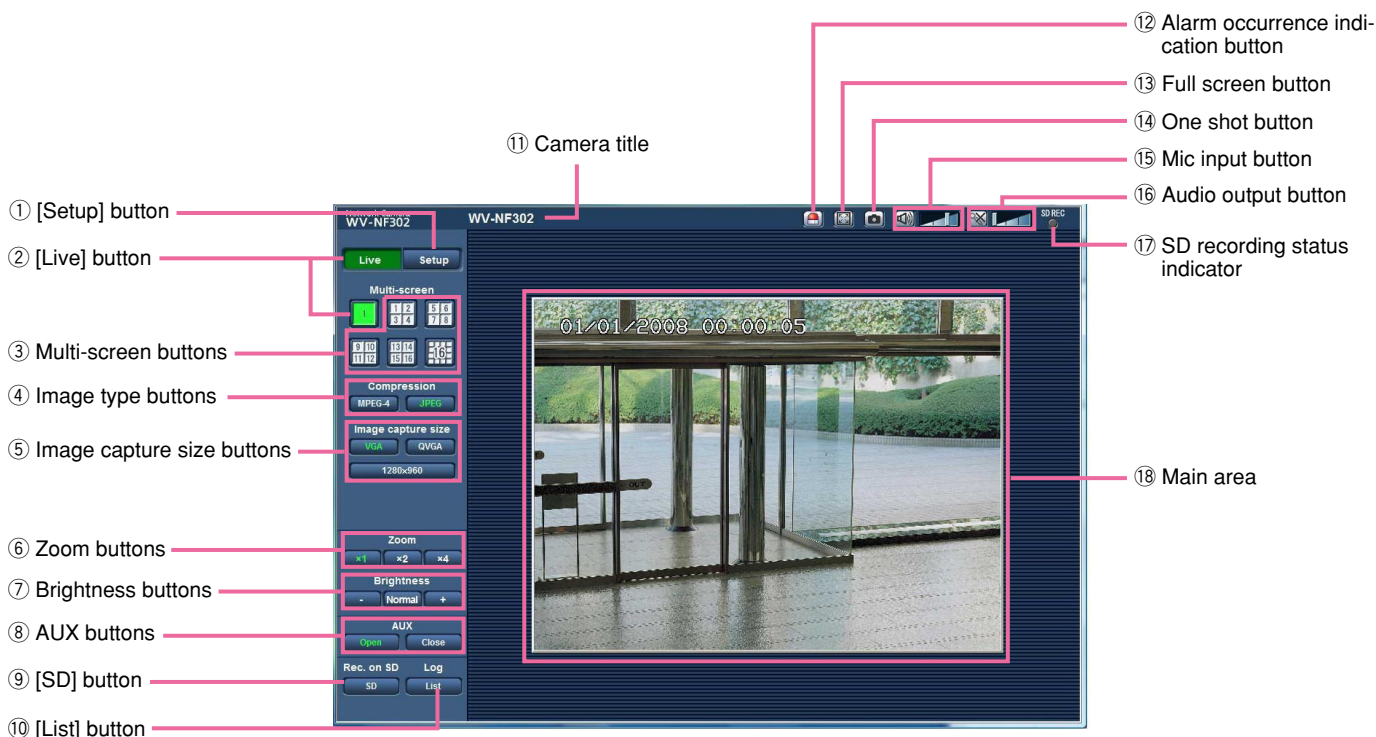 ⑫ Alarm occurrence indi-
cation button
⑬ Full screen button
⑭ One shot button
⑮ Mic input button
⑯ Audio output button
⑰ SD recording status
indicator
⑱ Main area
⑪ Camera title
① [Setup] button
② [Live] button
③ Multi-screen buttons
④ Image type buttons
⑤ Image capture size buttons
⑥ Zoom buttons
⑦ Brightness buttons
⑧ AUX buttons
⑨ [SD] button
⑩ [List] button
Network Camera
WV-NF302
WV-NF302
SD REC
Live Setup
Multi-screen
1
1 2
3 4
5 6
7 8
9 10
11 12
13 14
15 16
16
Compression
MPEG-4 JPEG
Image capture size
VGA QVGA
1280x960
Zoom
×1 ×2 ×4
Brightness
- Normal +
AUX
Open Close
Rec. on SD Log
SD List
01/01/2008 00:00:05
OUT